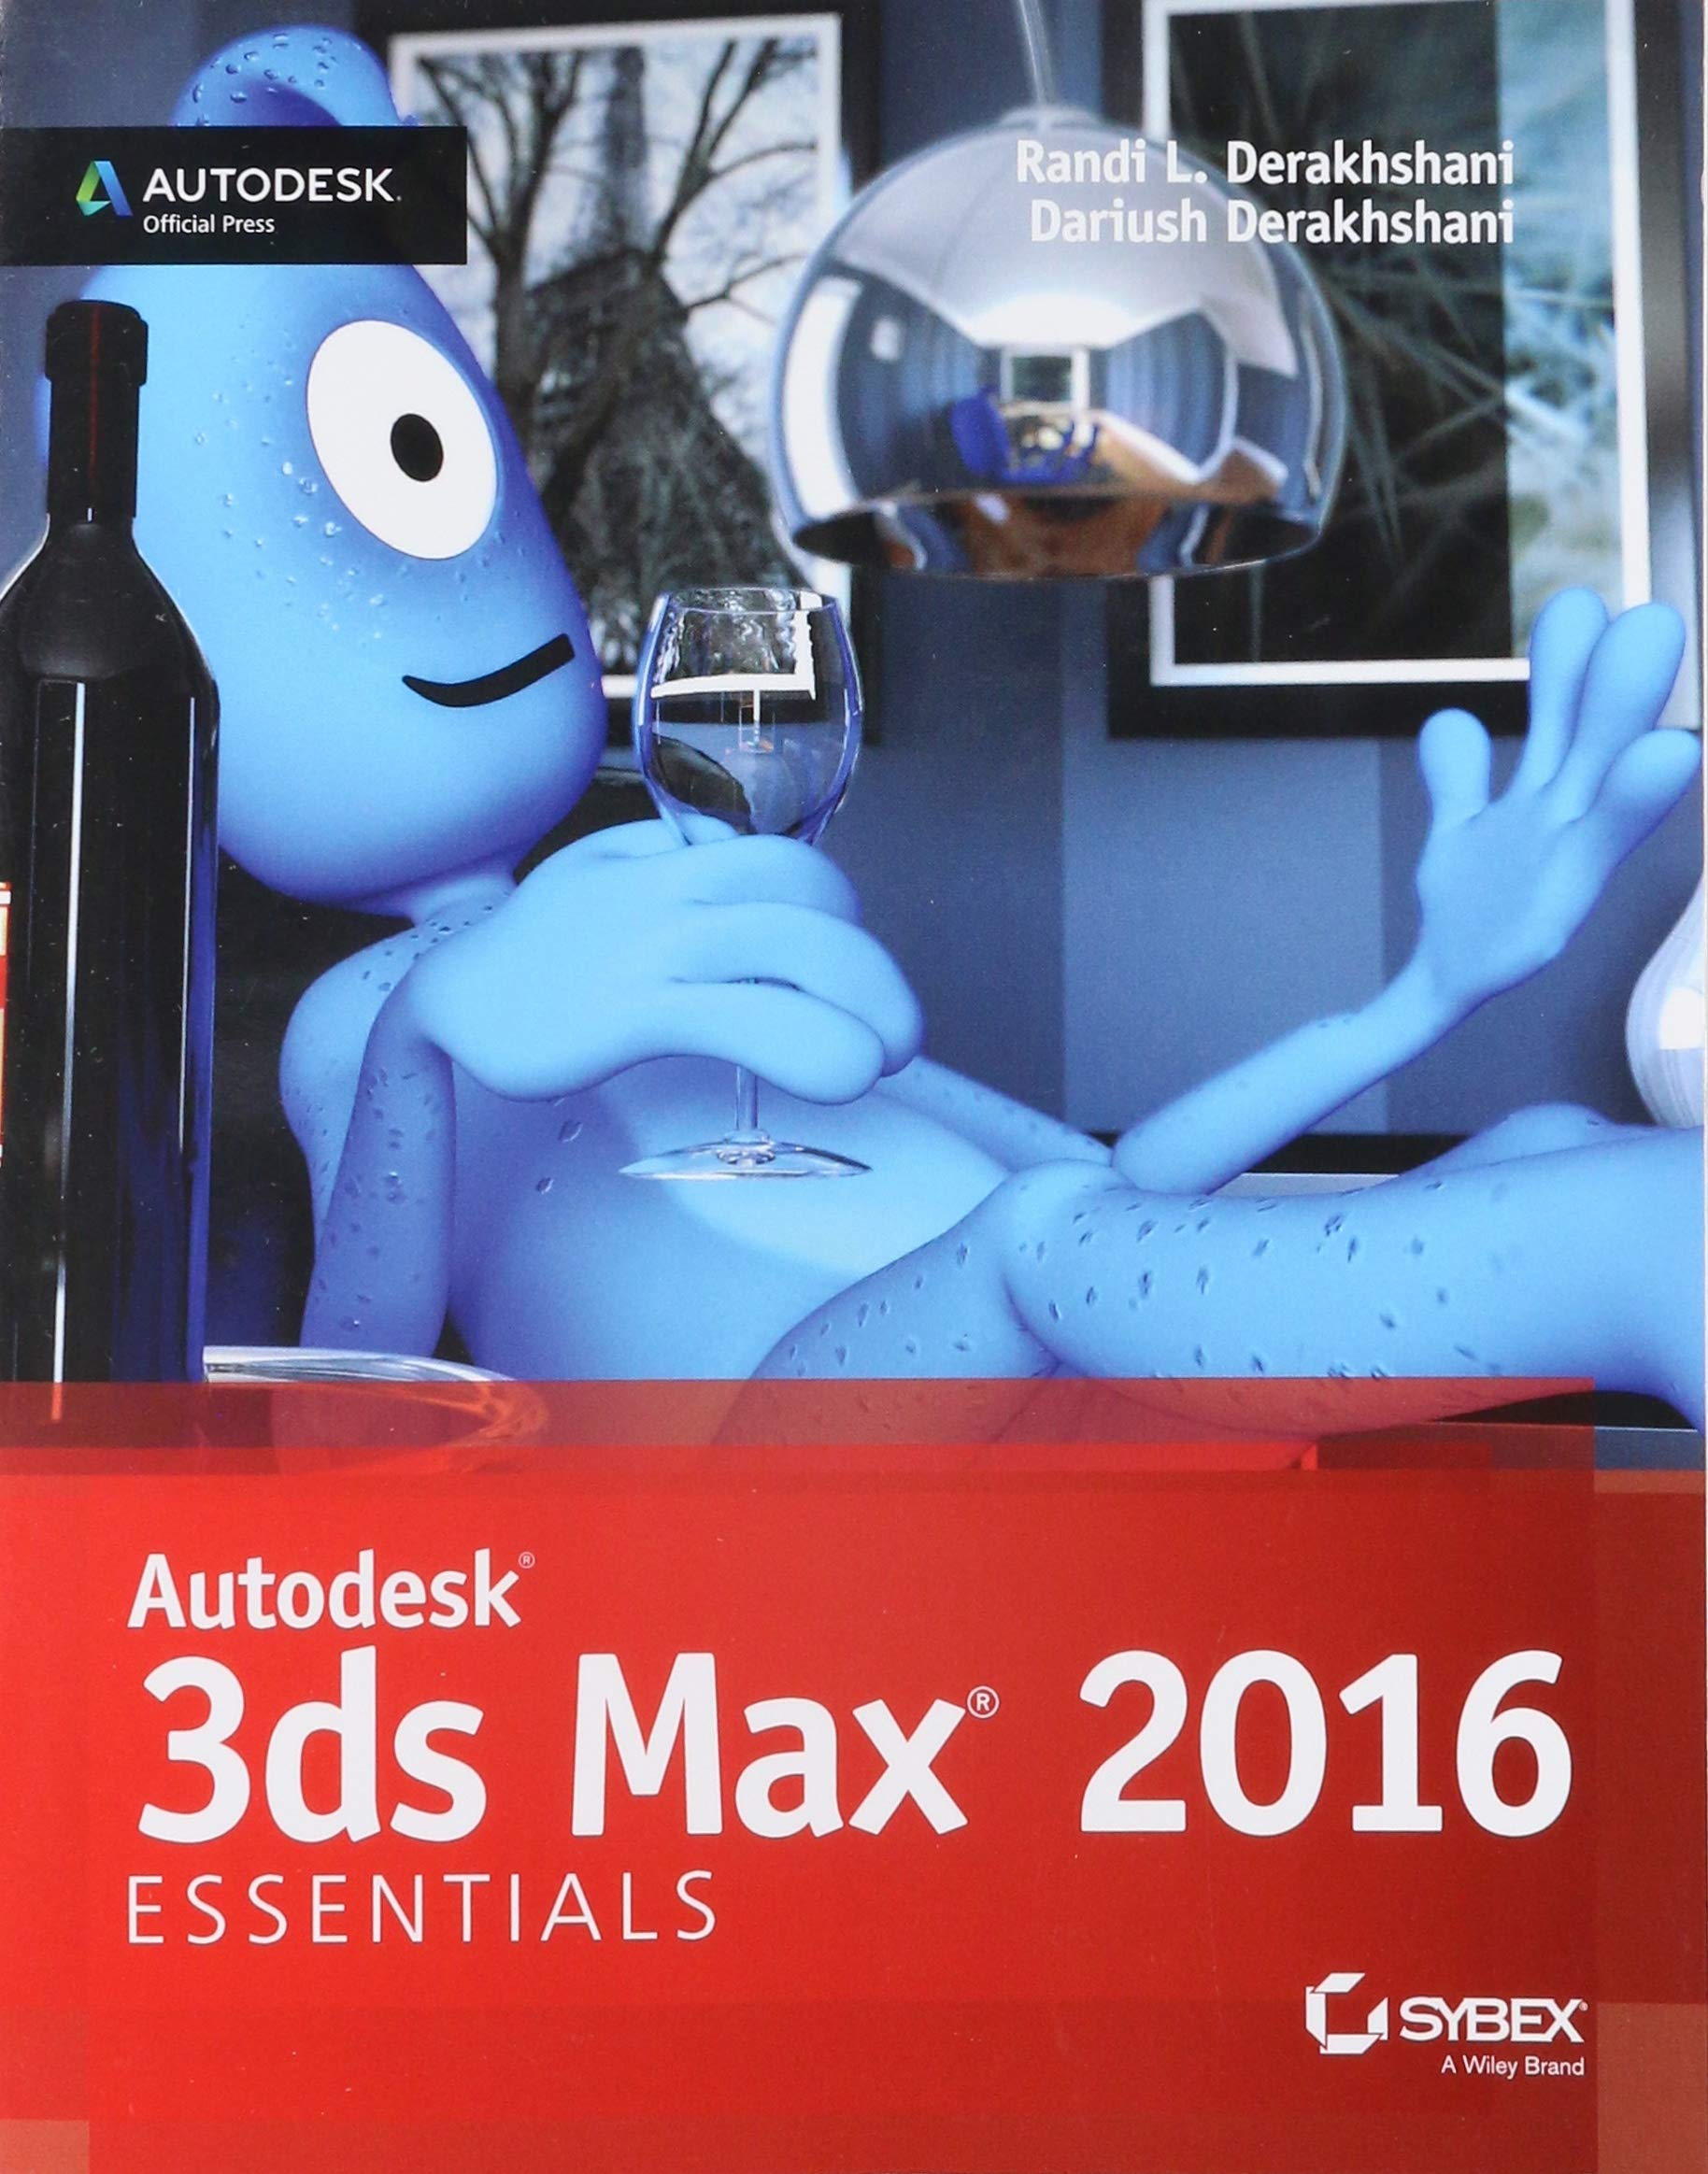 AUTODESK.
Official Press
Randi L. Derakhshani
Dariush Derakhshani
Autodesk®
3ds Max® 2016
ESSENTIALS
SYBEX®
A Wiley Brand